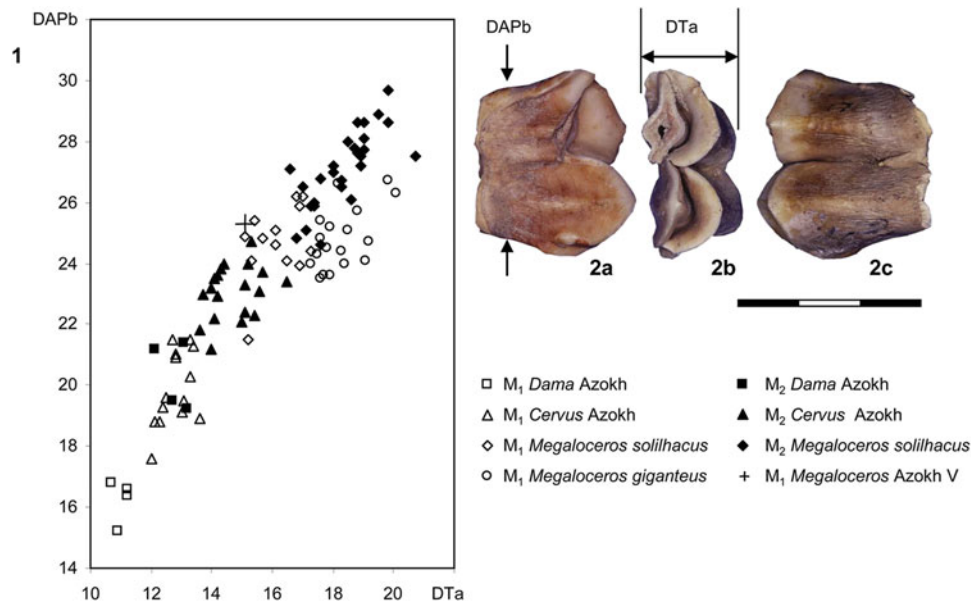 DAPb
1
30
28
26
24
22
20
18
16
14
10 12 14 16 18 20 DTa
DAPb DTa
2a 2b 2c
M1 Dama Azokh
M1 Cervus Azokh
M1 Megaloceros solilhacus
M1 Megaloceros giganteus
M2 Dama Azokh
M2 Cervus Azokh
M2 Megaloceros solilhacus
M1 Megaloceros Azokh V